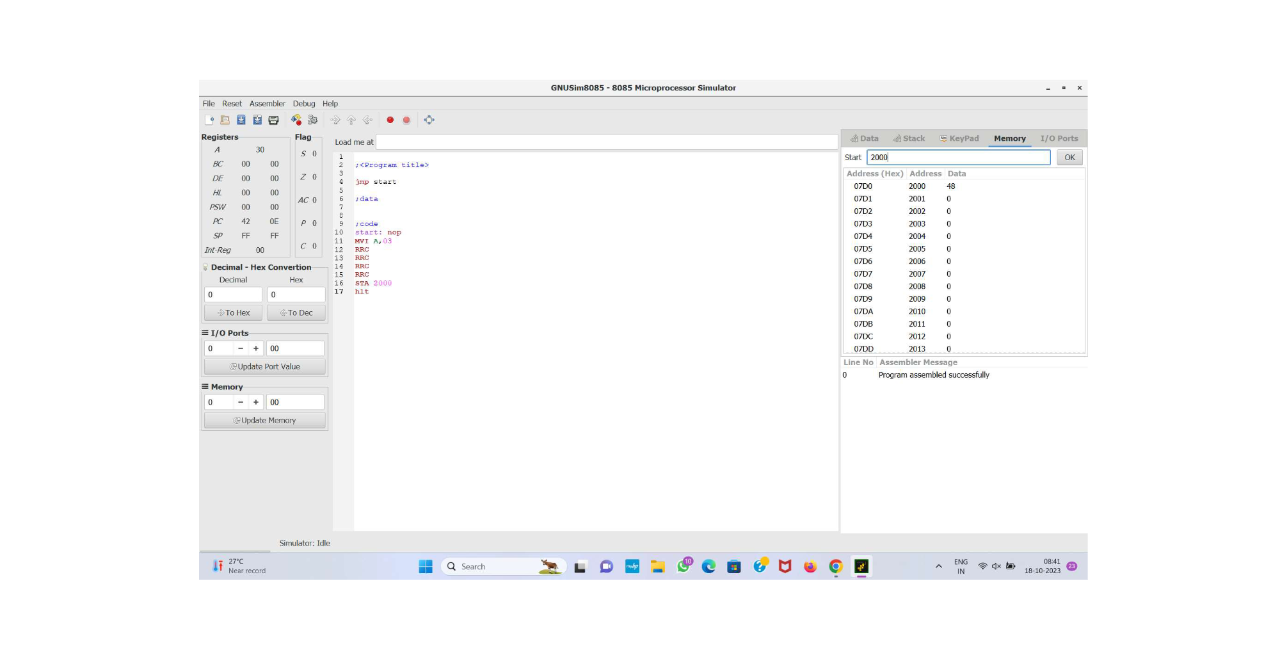 GNUSim8085 - 8085 Microprocessor Simulator
File Reset Assembler Debug Help
Registers
A 30
BC 00 00
DE 00 00
HL 00 00
PSW 00 00
PC 42 0E
SP FF FF
Int-Reg 00
Flag
S 0
Z 0
AC 0
P 0
C 0
Decimal - Hex Convertion
Decimal Hex
0 0
To Hex To Dec
I/O Ports
0 - + 00
Update Port Value
Memory
0 - + 00
Update Memory
Load me at
1
2 ;<Program title>
3
4 jmp start
5
6 ;data
7
8
9 ;code
10 start: nop
11 MVI A,03
12 RRC
13 RRC
14 RRC
15 RRC
16 STA 2000
17 hlt
Data Stack KeyPad Memory I/O Ports
Start 2000 OK
Address (Hex) Address Data
07D0 2000 48
07D1 2001 0
07D2 2002 0
07D3 2003 0
07D4 2004 0
07D5 2005 0
07D6 2006 0
07D7 2007 0
07D8 2008 0
07D9 2009 0
07DA 2010 0
07DB 2011 0
07DC 2012 0
07DD 2013 0
Line No Assembler Message
0 Program assembled successfully
Simulator: Idle
27°C
Near record
Search
10
ENG
IN
08:41
18-10-2023
23